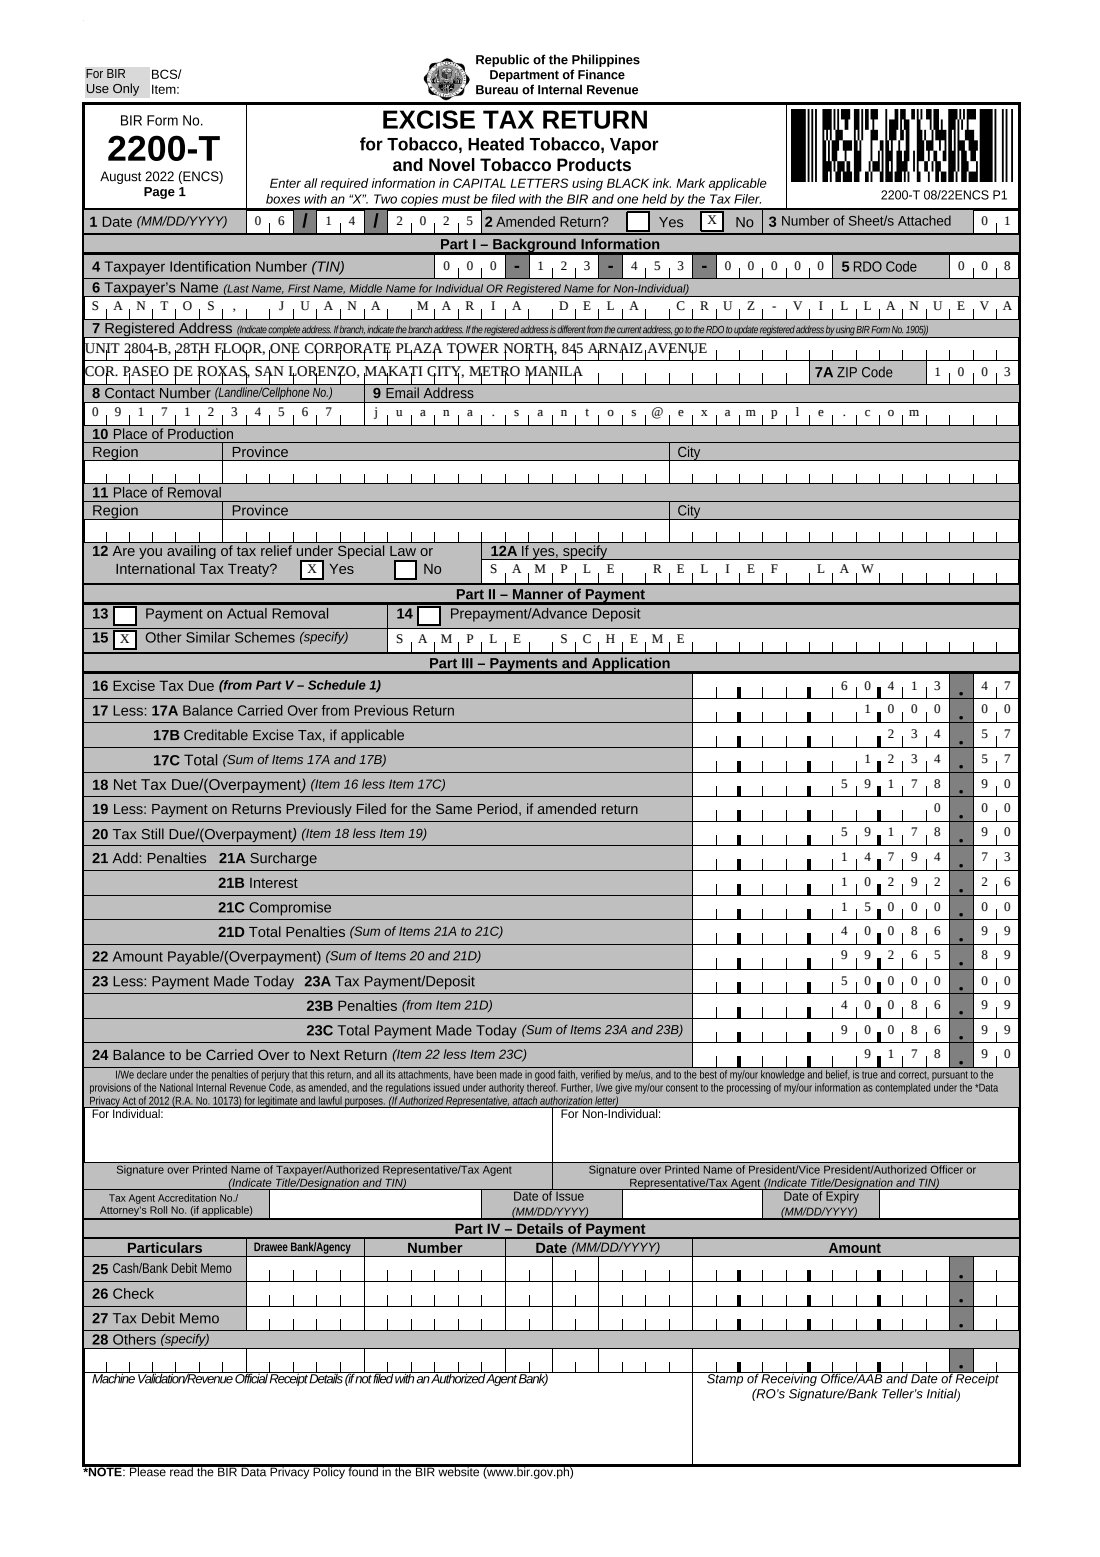 Republic of the Philippines
For BIR BCS/ Department of Finance
Use Only Item: Bureau of Internal Revenue
BIR Form No.
2200-T
August 2022 (ENCS)
Page 1
EXCISE TAX RETURN
for Tobacco, Heated Tobacco, Vapor
and Novel Tobacco Products
Enter all required information in CAPITAL LETTERS using BLACK ink. Mark applicable
boxes with an “X”. Two copies must be filed with the BIR and one held by the Tax Filer.
2200-T 08/22ENCS P1
1 Date (MM/DD/YYYY) 06/14/2025 2 Amended Return? Yes X No 3 Number of Sheet/s Attached 01
Part I – Background Information
4 Taxpayer Identification Number (TIN) 000-123-453-00000 5 RDO Code 008
6 Taxpayer’s Name (Last Name, First Name, Middle Name for Individual OR Registered Name for Non-Individual)
SANTOS, JUANA MARIA DELA CRUZ-VILLANUEVA
7 Registered Address (Indicate complete address. If branch, indicate the branch address. If the registered address is different from the current address, go to the RDO to update registered address by using BIR Form No. 1905))
UNIT 2804-B, 28TH FLOOR, ONE CORPORATE PLAZA TOWER NORTH, 845 ARNAIZ AVENUE
COR. PASEO DE ROXAS, SAN LORENZO, MAKATI CITY, METRO MANILA 7A ZIP Code 1003
8 Contact Number (Landline/Cellphone No.) 9 Email Address
09171234567 juana.santos@example.com
10 Place of Production
Region Province City
11 Place of Removal
Region Province City
12 Are you availing of tax relief under Special Law or 12A If yes, specify
International Tax Treaty? X Yes No SAMPLE RELIEF LAW
Part II – Manner of Payment
13 Payment on Actual Removal 14 Prepayment/Advance Deposit
15 X Other Similar Schemes (specify) SAMPLE SCHEME
Part III – Payments and Application
16 Excise Tax Due (from Part V – Schedule 1) 60413.47
17 Less: 17A Balance Carried Over from Previous Return 1000.00
17B Creditable Excise Tax, if applicable 234.57
17C Total (Sum of Items 17A and 17B) 1234.57
18 Net Tax Due/(Overpayment) (Item 16 less Item 17C) 59178.90
19 Less: Payment on Returns Previously Filed for the Same Period, if amended return 0.00
20 Tax Still Due/(Overpayment) (Item 18 less Item 19) 59178.90
21 Add: Penalties 21A Surcharge 14794.73
21B Interest 10292.26
21C Compromise 15000.00
21D Total Penalties (Sum of Items 21A to 21C) 40086.99
22 Amount Payable/(Overpayment) (Sum of Items 20 and 21D) 99265.89
23 Less: Payment Made Today 23A Tax Payment/Deposit 50000.00
23B Penalties (from Item 21D) 40086.99
23C Total Payment Made Today (Sum of Items 23A and 23B) 90086.99
24 Balance to be Carried Over to Next Return (Item 22 less Item 23C) 9178.90
I/We declare under the penalties of perjury that this return, and all its attachments, have been made in good faith, verified by me/us, and to the best of my/our knowledge and belief, is true and correct, pursuant to the
provisions of the National Internal Revenue Code, as amended, and the regulations issued under authority thereof. Further, I/we give my/our consent to the processing of my/our information as contemplated under the *Data
Privacy Act of 2012 (R.A. No. 10173) for legitimate and lawful purposes. (If Authorized Representative, attach authorization letter)
For Individual: For Non-Individual:
Signature over Printed Name of Taxpayer/Authorized Representative/Tax Agent Signature over Printed Name of President/Vice President/Authorized Officer or
(Indicate Title/Designation and TIN) Representative/Tax Agent (Indicate Title/Designation and TIN)
Tax Agent Accreditation No./ Date of Issue Date of Expiry
Attorney’s Roll No. (if applicable) (MM/DD/YYYY) (MM/DD/YYYY)
Part IV – Details of Payment
Particulars Drawee Bank/Agency Number Date (MM/DD/YYYY) Amount
25 Cash/Bank Debit Memo .
26 Check .
27 Tax Debit Memo .
28 Others (specify)
.
Machine Validation/Revenue Official Receipt Details (if not filed with an Authorized Agent Bank) Stamp of Receiving Office/AAB and Date of Receipt
(RO’s Signature/Bank Teller’s Initial)
*NOTE: Please read the BIR Data Privacy Policy found in the BIR website (www.bir.gov.ph)